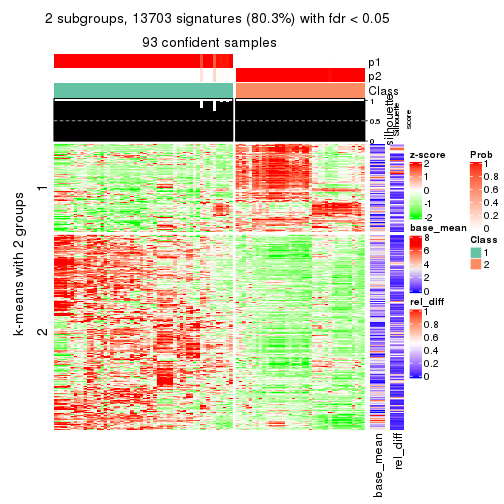 2 subgroups, 13703 signatures (80.3%) with fdr < 0.05
93 confident samples
p1
p2
Class
1
0.5
0
silhouette
Silhouette
score
k-means with 2 groups
1
2
base_mean
rel_diff
z-score
2
1
0
-1
-2
base_mean
8
6
4
2
0
rel_diff
1
0.8
0.6
0.4
0.2
0
Prob
1
0.8
0.6
0.4
0.2
0
Class
1
2